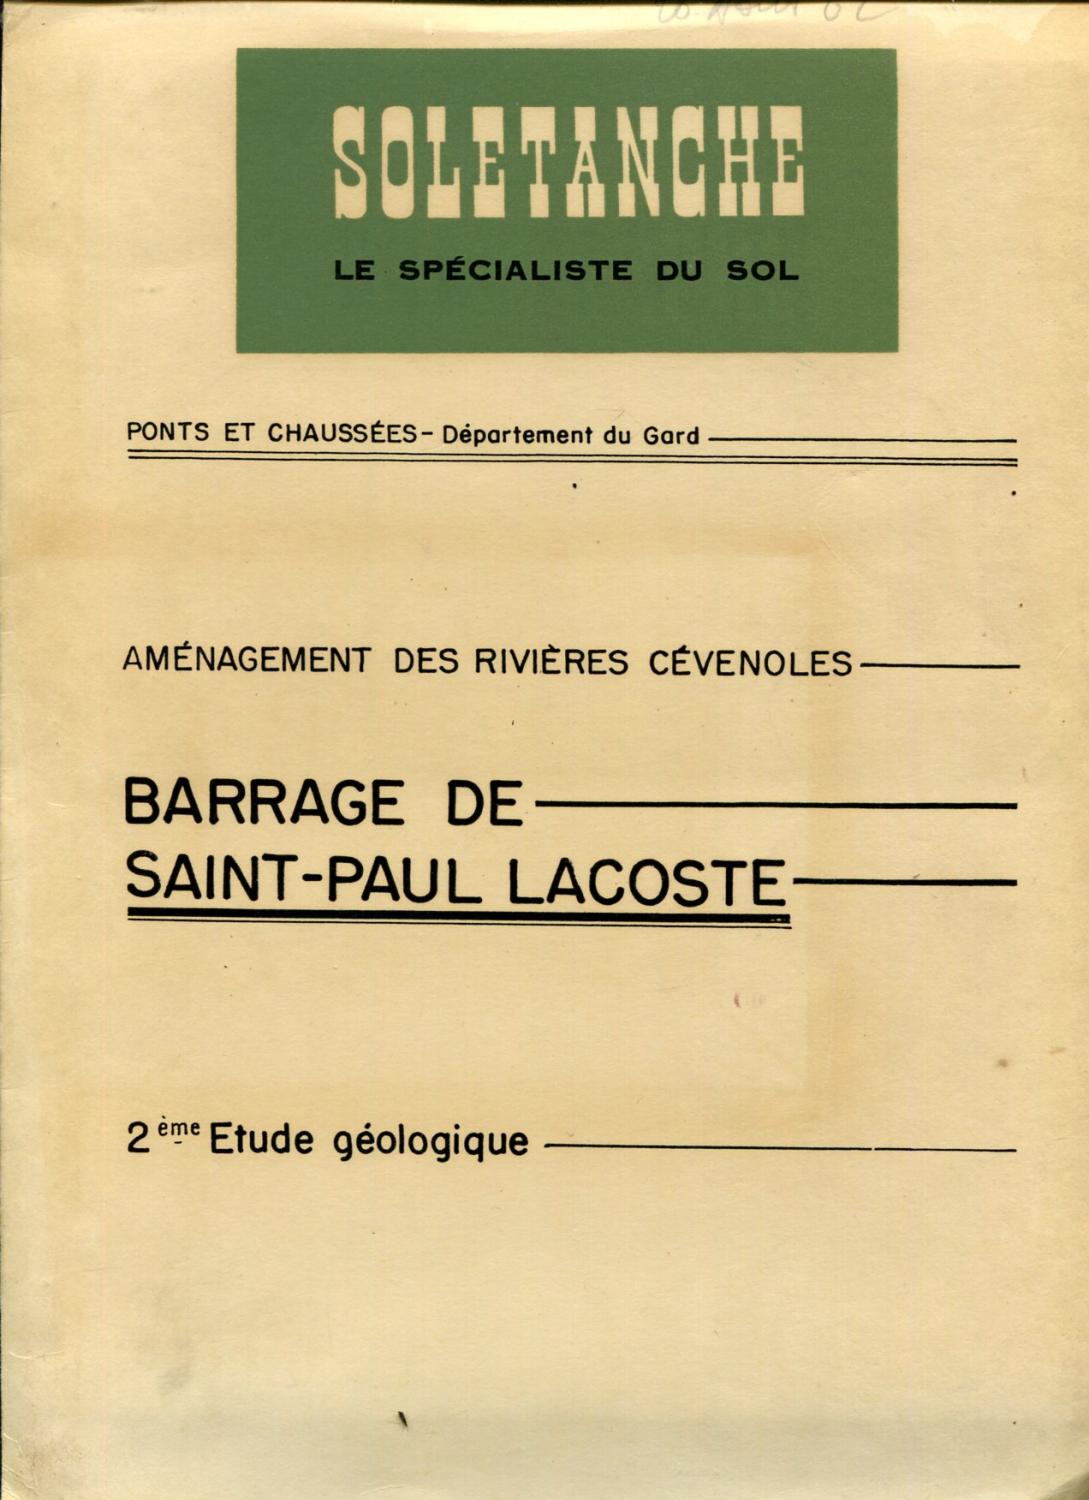 SOLETANCHE
LE SPÉCIALISTE DU SOL
PONTS ET CHAUSSÉES - Département du Gard
AMÉNAGEMENT DES RIVIÈRES CÉVENOLES
BARRAGE DE
SAINT-PAUL LACOSTE
2ème Etude géologique